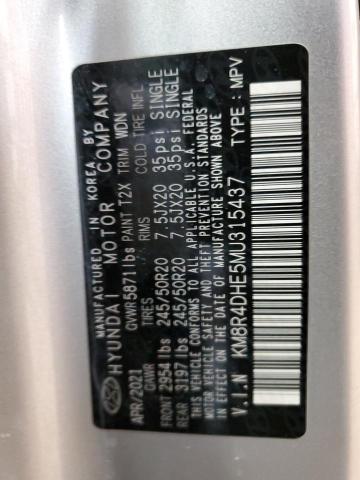 MANUFACTURED IN KOREA BY
HYUNDAI MOTOR COMPANY
APR/2021 GVWR 5871 lbs PAINT T2X TRIM WDN
GAWR TIRES RIMS COLD TIRE INFL
FRONT 2954 lbs 245/50R20 7.5JX20 35psi SINGLE
REAR 3197 lbs 245/50R20 7.5JX20 35psi SINGLE
THIS VEHICLE CONFORMS TO ALL APPLICABLE U.S.A. FEDERAL
MOTOR VEHICLE SAFETY AND THEFT PREVENTION STANDARDS
IN EFFECT ON THE DATE OF MANUFACTURE SHOWN ABOVE
V.I.N KM8R4DHE5MU315437 TYPE: MPV